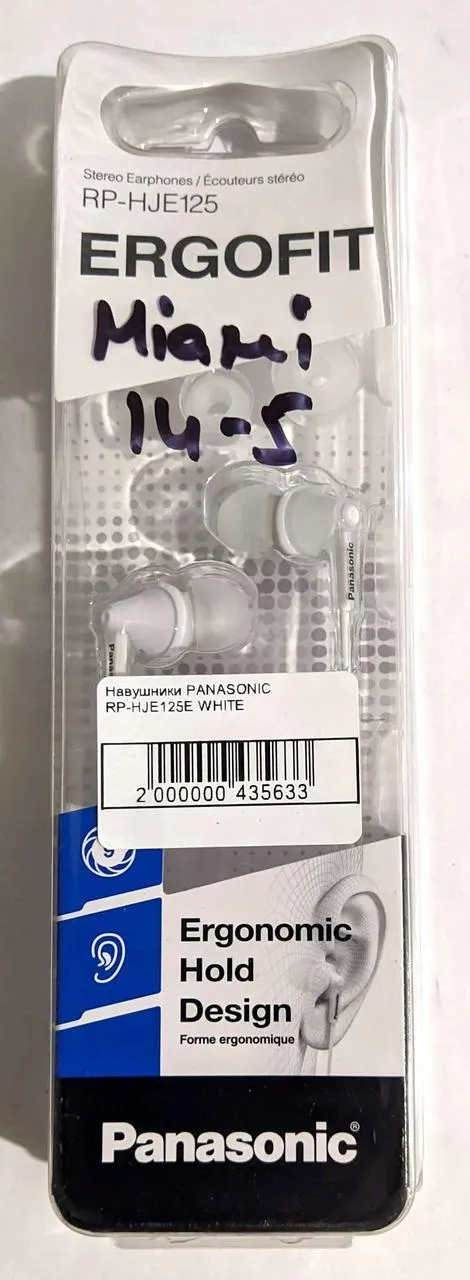 Stereo Earphones / Écouteurs stéréo
RP-HJE125
ERGOFIT
Miami
14-5
Panasonic
Навушники PANASONIC
RP-HJE125E WHITE
2 000000 435633
Ergonomic
Hold
Design
Forme ergonomique
Panasonic®